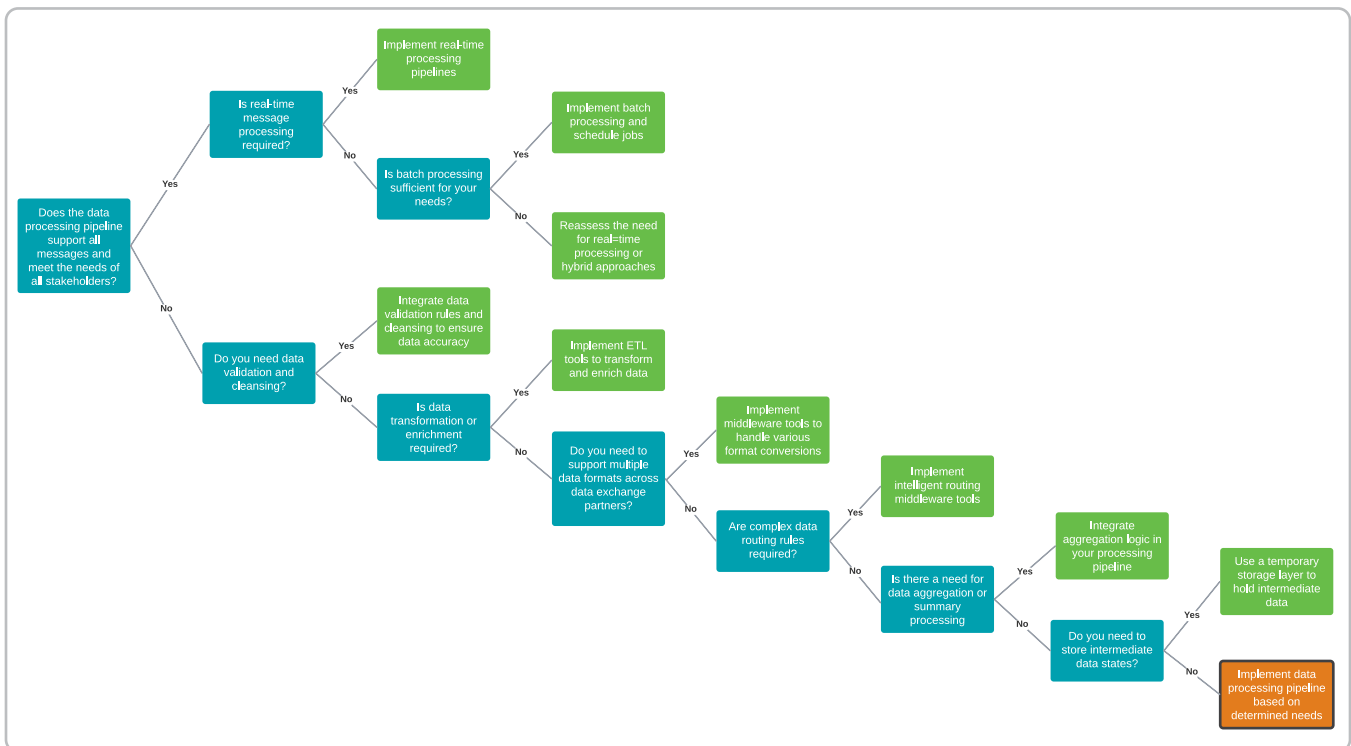 Does the data
processing pipeline
support all
messages and
meet the needs of
all stakeholders?
Yes
No
Is real-time
message
processing
required?
Yes
No
Implement real-time
processing
pipelines
Is batch processing
sufficient for your
needs?
Yes
No
Implement batch
processing and
schedule jobs
Reassess the need
for real=time
processing or
hybrid approaches
Do you need data
validation and
cleansing?
Yes
No
Integrate data
validation rules and
cleansing to ensure
data accuracy
Is data
transformation or
enrichment
required?
Yes
No
Implement ETL
tools to transform
and enrich data
Do you need to
support multiple
data formats across
data exchange
partners?
Yes
No
Implement
middleware tools to
handle various
format conversions
Are complex data
routing rules
required?
Yes
No
Implement
intelligent routing
middleware tools
Is there a need for
data aggregation or
summary
processing
Yes
No
Integrate
aggregation logic in
your processing
pipeline
Do you need to
store intermediate
data states?
Yes
No
Use a temporary
storage layer to
hold intermediate
data
Implement data
processing pipeline
based on
determined needs